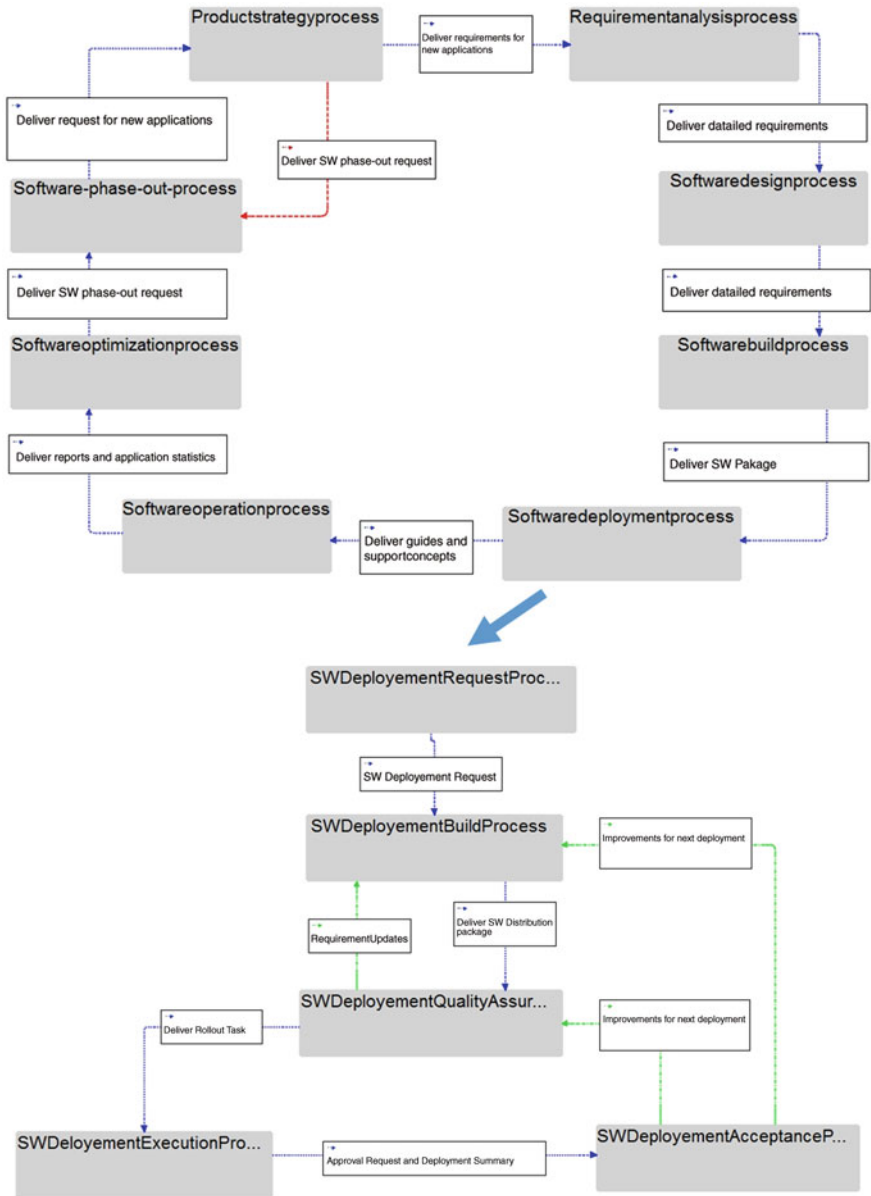 Productstrategyprocess
Deliver requirements for
new applications
Requirementanalysisprocess
Deliver request for new applications
Deliver SW phase-out request
Deliver datailed requirements
Software-phase-out-process
Softwaredesignprocess
Deliver SW phase-out request
Deliver datailed requirements
Softwareoptimizationprocess
Softwarebuildprocess
Deliver reports and application statistics
Deliver SW Pakage
Softwareoperationprocess
Deliver guides and
supportconcepts
Softwaredeploymentprocess
SWDeployementRequestProc...
SW Deployement Request
SWDeployementBuildProcess
Improvements for next deployment
RequirementUpdates
Deliver SW Distribution
package
SWDeployementQualityAssur...
Deliver Rollout Task
Improvements for next deployment
SWDeloyementExecutionPro...
Approval Request and Deployment Summary
SWDeployementAcceptanceP...